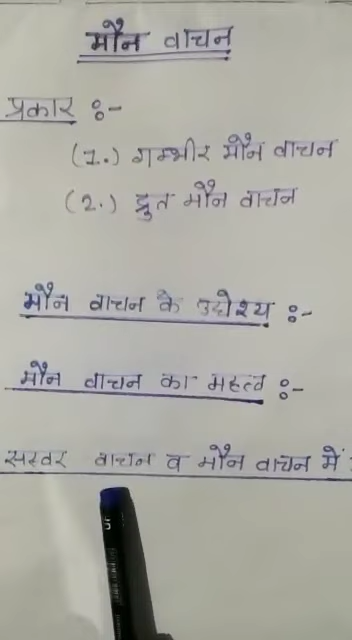 मौन वाचन
प्रकार :-
(1.) गम्भीर मौन वाचन
(2.) द्रुत मौन वाचन
मौन वाचन के उद्देश्य :-
मौन वाचन का महत्व :-
सस्वर वाचन व मौन वाचन में